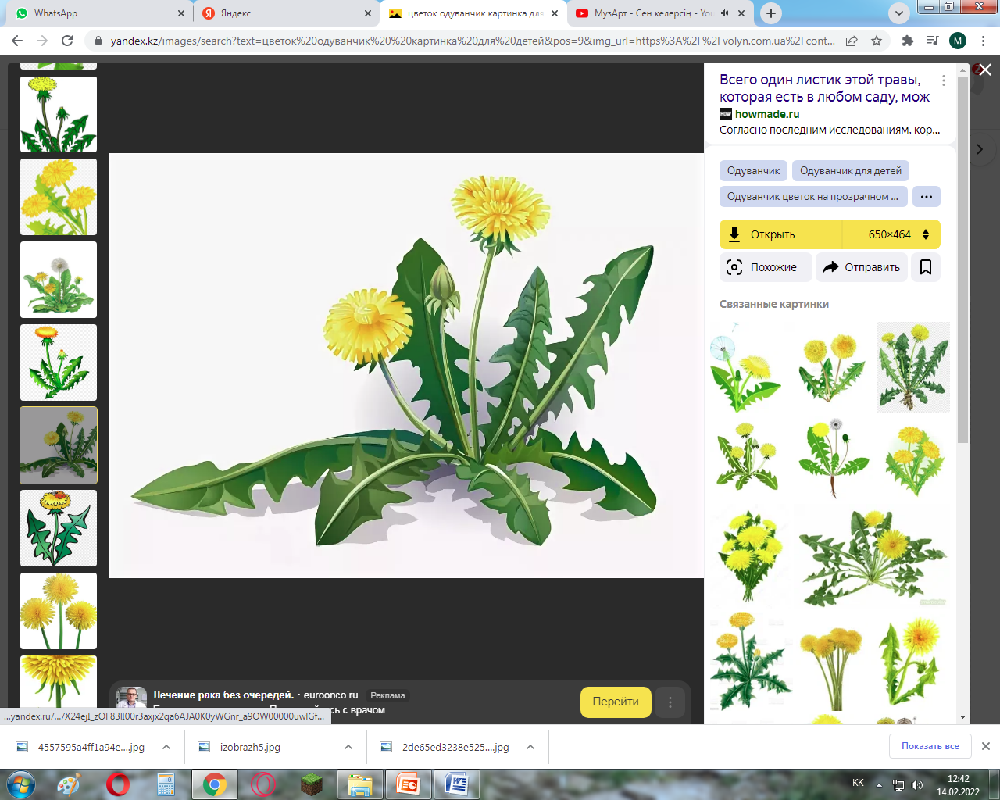 WhatsApp
Яндекс
цветок одуванчик картинка для
МузАрт - Сен келерсің - You
yandex.kz/images/search?text=цветок%20одуванчик%20%20картинка%20для%20детей&pos=9&img_url=https%3A%2F%2Fvolyn.com.ua%2Fcont...
M
Всего один листик этой травы,
которая есть в любом саду, мож
HOW howmade.ru
Согласно последним исследованиям, кор...
Одуванчик
Одуванчик для детей
Одуванчик цветок на прозрачном ...
Открыть
650×464
Похожие
Отправить
Связанные картинки
Лечение рака без очередей. · euroonco.ru
Реклама
с врачом
Перейти
...yandex.ru/.../X24ejI_zOF83lI00r3axjx2qa6AJA0K0yWGnr_a9OW00000uwlGf...
4557595a4ff1a94e....jpg
izobrazh5.jpg
2de65ed3238e525....jpg
Показать все
KK
12:42
14.02.2022